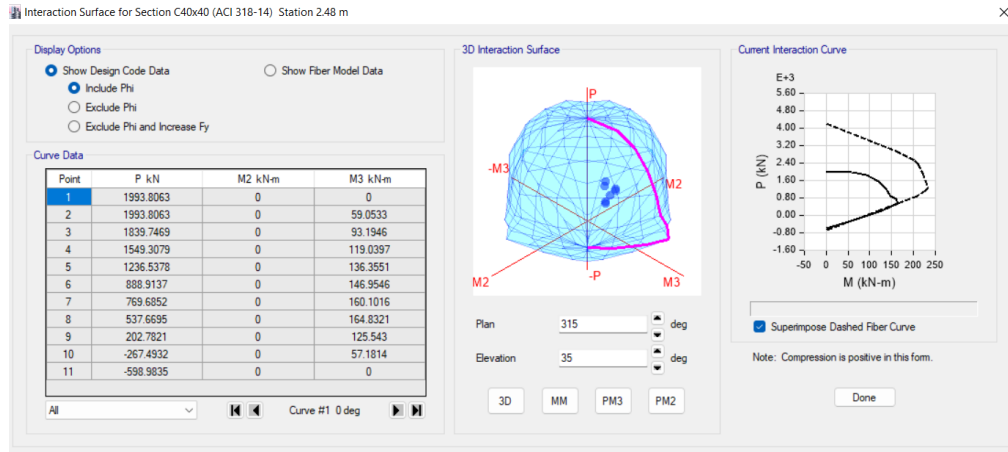 Interaction Surface for Section C40x40 (ACI 318-14)  Station 2.48 m
Display Options
Show Design Code Data
Show Fiber Model Data
Include Phi
Exclude Phi
Exclude Phi and Increase Fy
Curve Data
Point P kN M2 kN-m M3 kN-m
1 1993.8063 0 0
2 1993.8063 0 59.0533
3 1839.7469 0 93.1946
4 1549.3079 0 119.0397
5 1236.5378 0 136.3551
6 888.9137 0 146.9546
7 769.6852 0 160.1016
8 537.6695 0 164.8321
9 202.7821 0 125.543
10 -267.4932 0 57.1814
11 -598.9835 0 0
All
Curve #1 0 deg
3D Interaction Surface
P
-M3
M2
M2
-P
M3
Plan 315 deg
Elevation 35 deg
3D MM PM3 PM2
Current Interaction Curve
E+3
5.60
4.80
4.00
3.20
2.40
1.60
0.80
0.00
-0.80
-1.60
P (kN)
-50 0 50 100 150 200 250
M (kN-m)
Superimpose Dashed Fiber Curve
Note: Compression is positive in this form.
Done